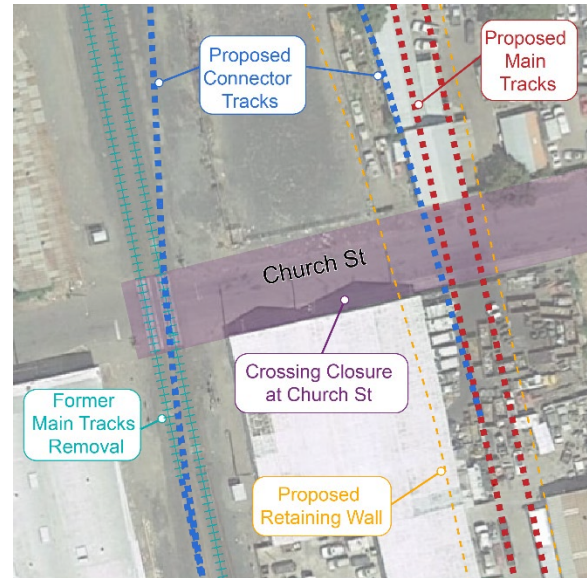 Proposed
Connector
Tracks
Proposed
Main
Tracks
Church St
Crossing Closure
at Church St
Former
Main Tracks
Removal
Proposed
Retaining Wall